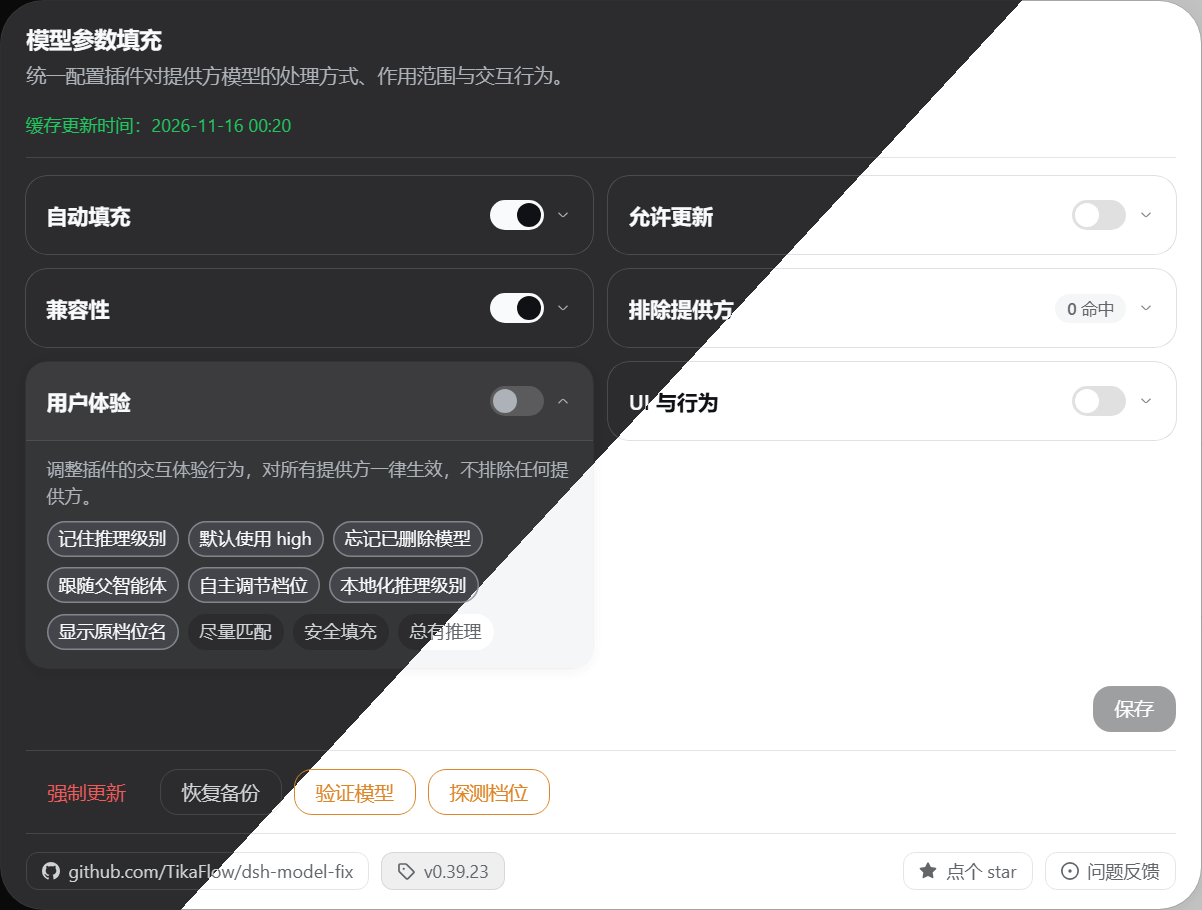 模型参数填充
统一配置插件对提供方模型的处理方式、作用范围与交互行为。
缓存更新时间：2026-11-16 00:20
自动填充
允许更新
兼容性
排除提供方
0 命中
用户体验
UI 与行为
调整插件的交互体验行为，对所有提供方一律生效，不排除任何提
供方。
记住推理级别 默认使用 high 忘记已删除模型
跟随父智能体 自主调节档位 本地化推理级别
显示原档位名 尽量匹配 安全填充 总有推理
保存
强制更新 恢复备份 验证模型 探测档位
github.com/TikaFlow/dsh-model-fix v0.39.23 点个 star 问题反馈